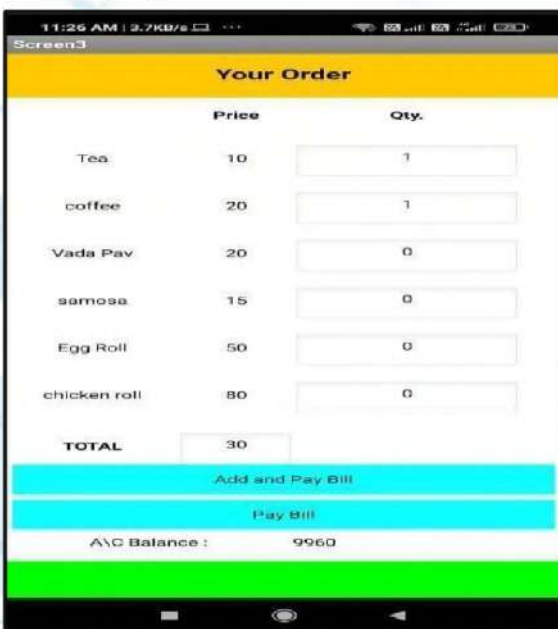 11:26 AM | 3.7KB/s
Screen3
Your Order
Price Qty.
Tea 10 1
coffee 20 1
Vada Pav 20 0
samosa 15 0
Egg Roll 50 0
chicken roll 80 0
TOTAL 30
Add and Pay Bill
Pay Bill
A\C Balance : 9960